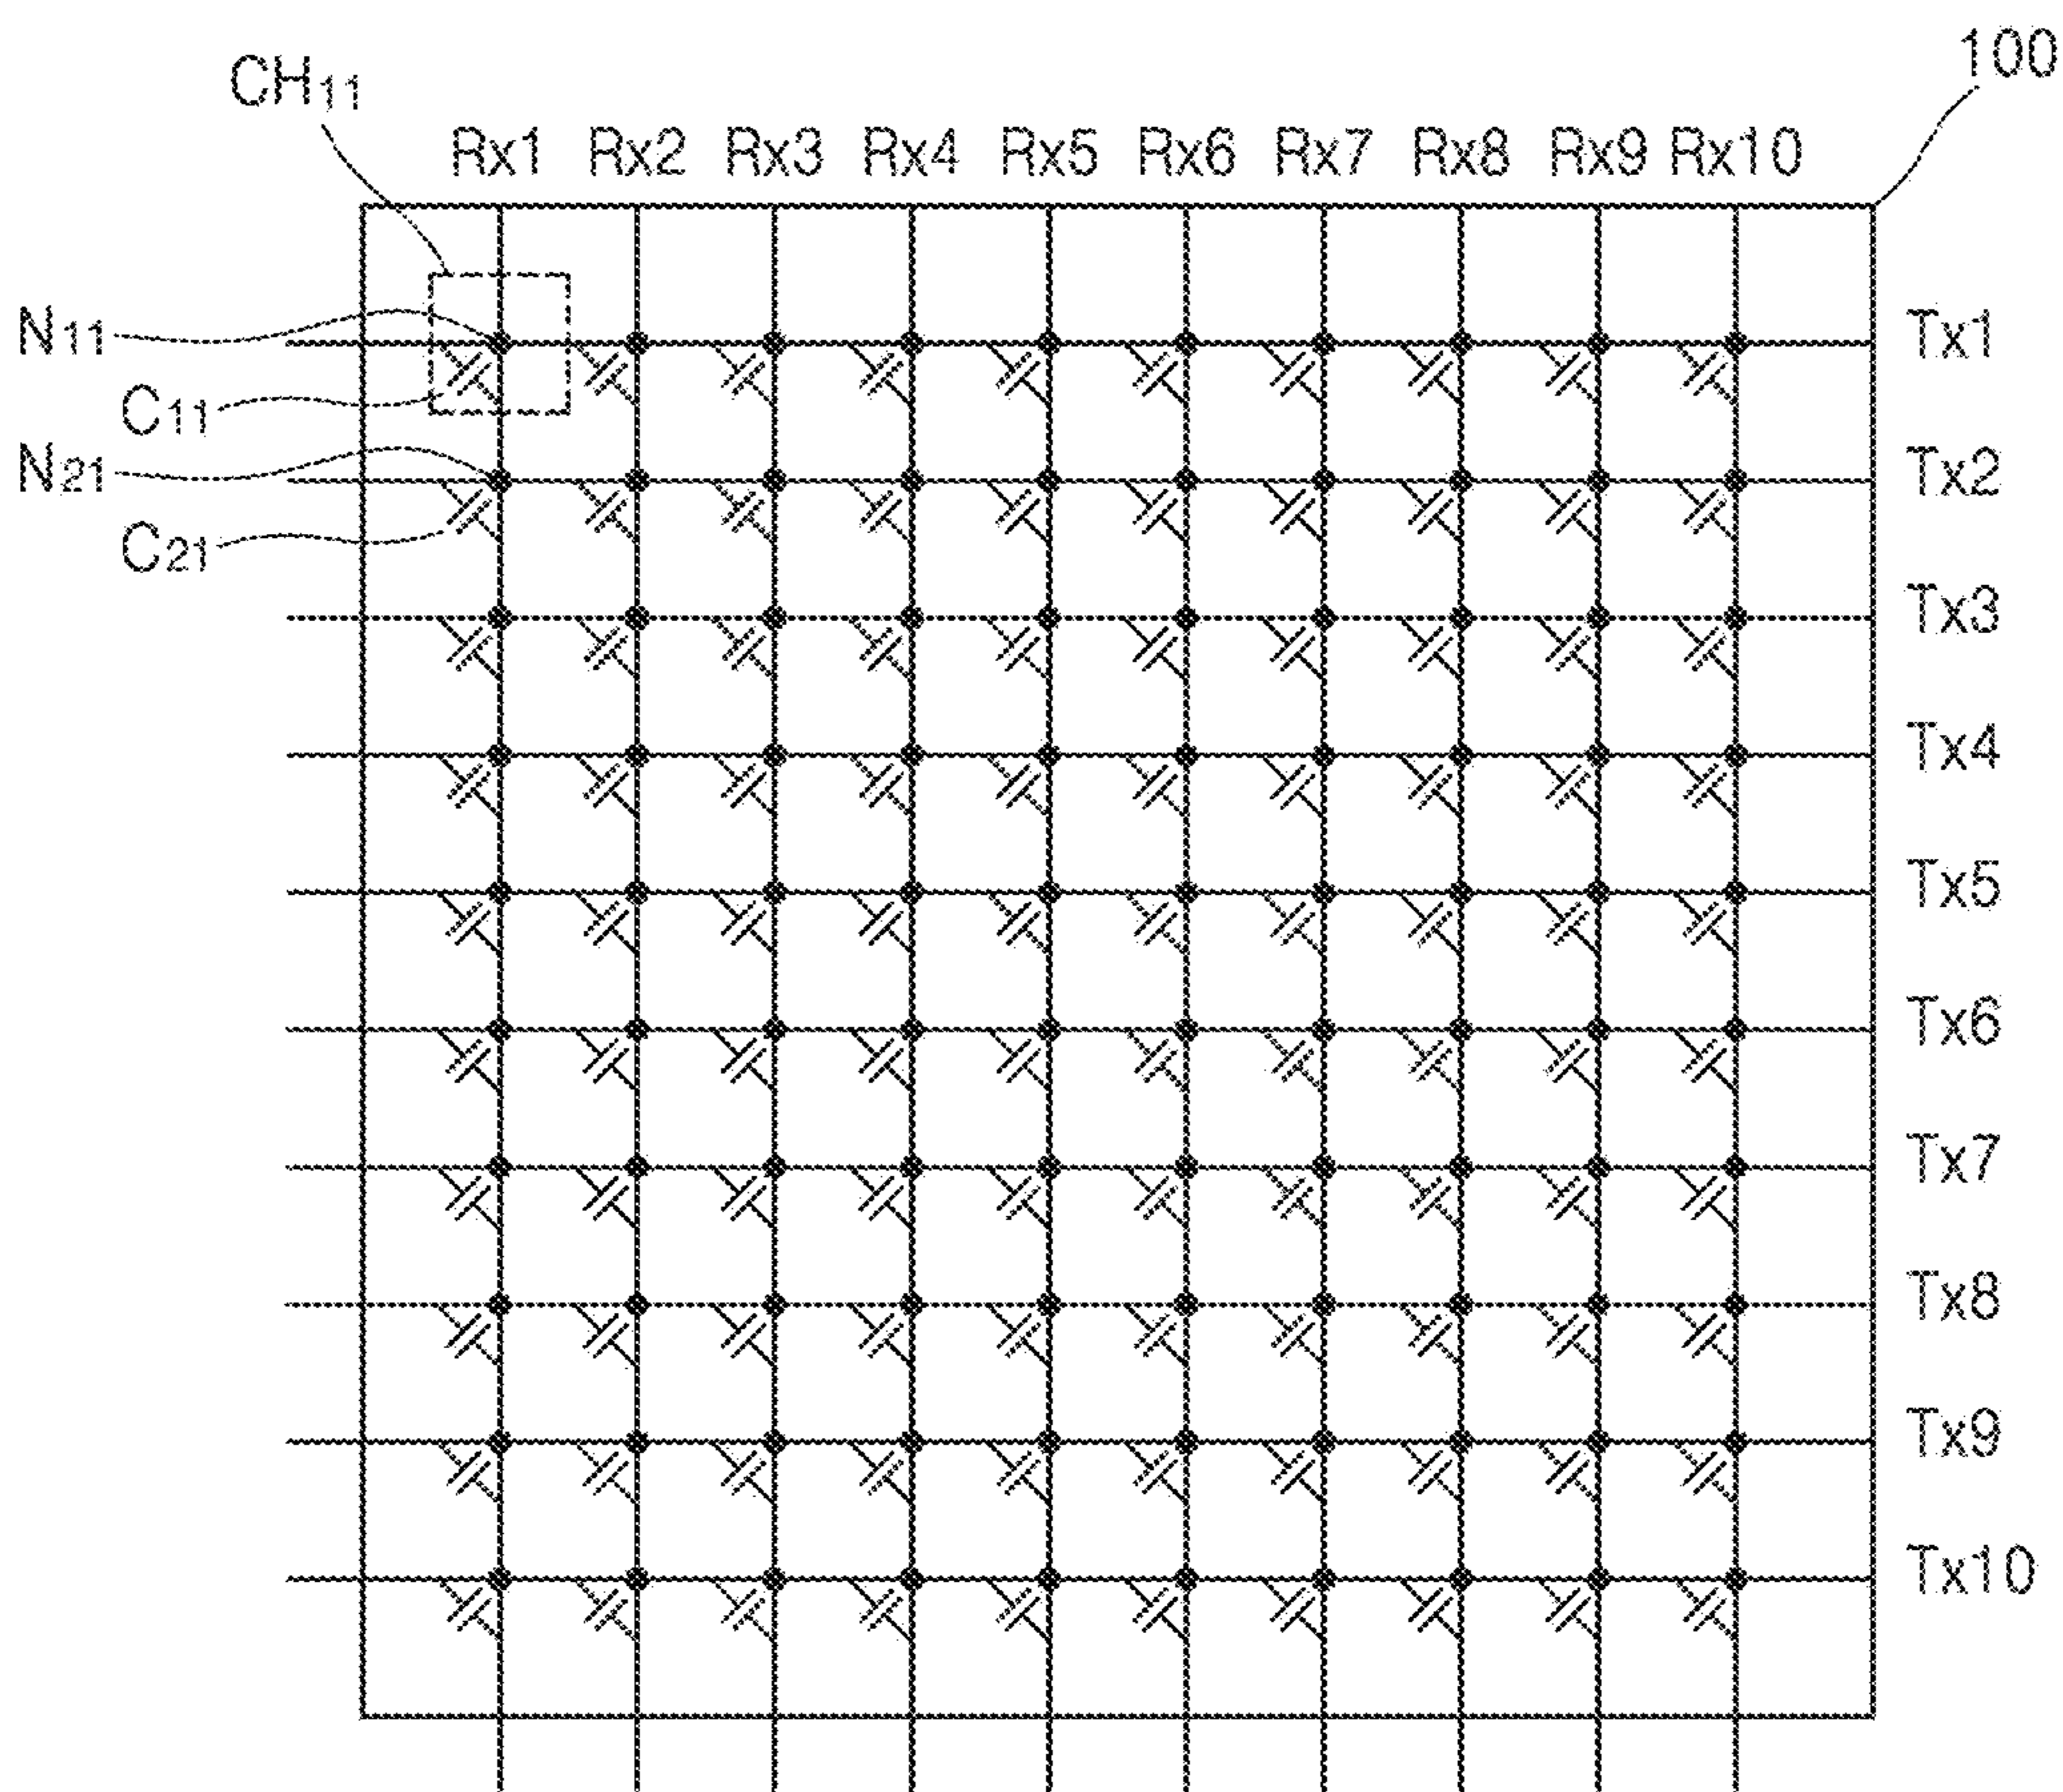 100
CH11
Rx1 Rx2 Rx3 Rx4 Rx5 Rx6 Rx7 Rx8 Rx9 Rx10
N11
Tx1
C11
N21
Tx2
C21
Tx3
Tx4
Tx5
Tx6
Tx7
Tx8
Tx9
Tx10